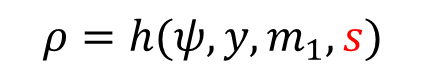 ρ = h(ψ, y, m₁, s)